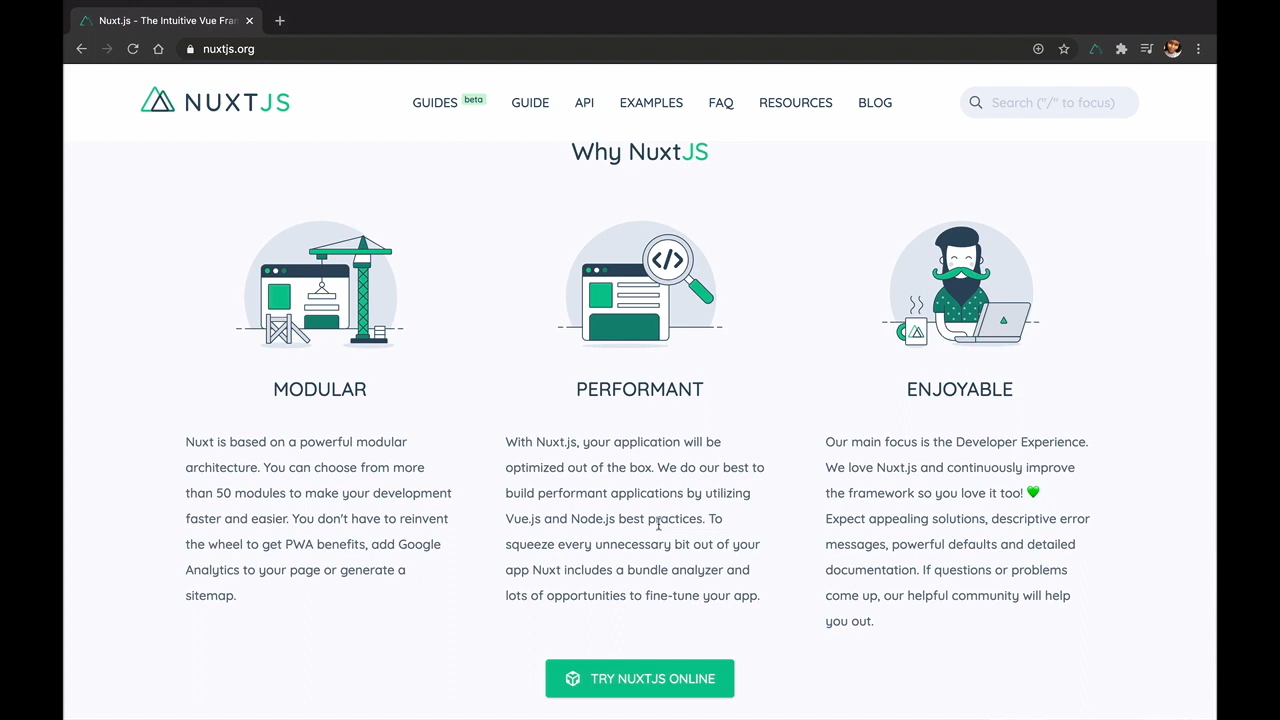 Nuxt.js - The Intuitive Vue Fran
nuxtjs.org
NUXTJS
GUIDES beta GUIDE API EXAMPLES FAQ RESOURCES BLOG
Search ("/" to focus)
Why NuxtJS
</>
MODULAR
Nuxt is based on a powerful modular
architecture. You can choose from more
than 50 modules to make your development
faster and easier. You don't have to reinvent
the wheel to get PWA benefits, add Google
Analytics to your page or generate a
sitemap.
PERFORMANT
With Nuxt.js, your application will be
optimized out of the box. We do our best to
build performant applications by utilizing
Vue.js and Node.js best practices. To
squeeze every unnecessary bit out of your
app Nuxt includes a bundle analyzer and
lots of opportunities to fine-tune your app.
ENJOYABLE
Our main focus is the Developer Experience.
We love Nuxt.js and continuously improve
the framework so you love it too! 💚
Expect appealing solutions, descriptive error
messages, powerful defaults and detailed
documentation. If questions or problems
come up, our helpful community will help
you out.
TRY NUXTJS ONLINE